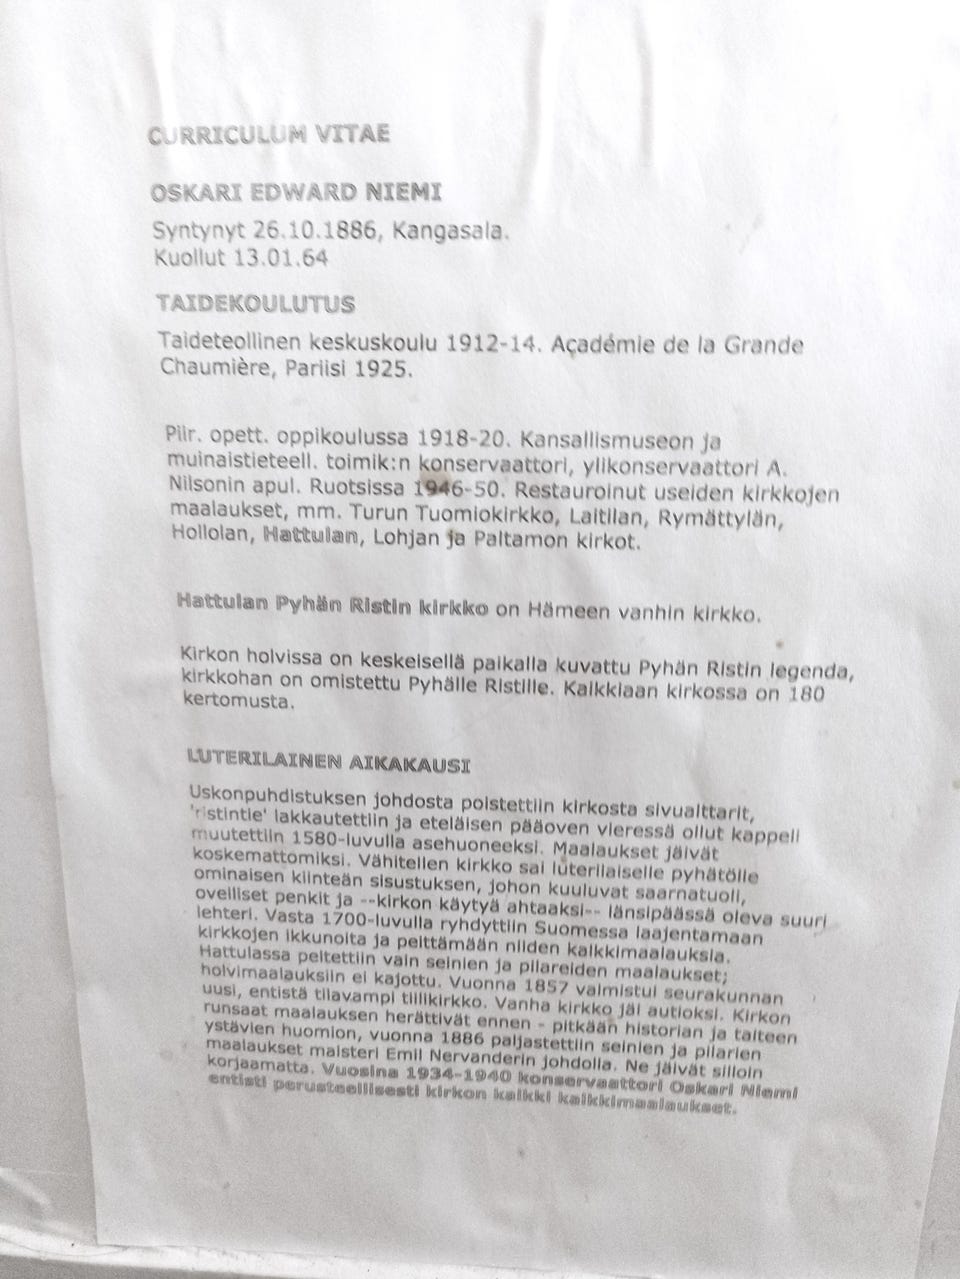 CURRICULUM VITAE
OSKARI EDWARD NIEMI
Syntynyt 26.10.1886, Kangasala.
Kuollut 13.01.64
TAIDEKOULUTUS
Taideteollinen keskuskoulu 1912-14. Académie de la Grande
Chaumière, Pariisi 1925.
Piir. opett. oppikoulussa 1918-20. Kansallismuseon ja
muinaistieteell. toimik:n konservaattori, ylikonservaattori A.
Nilsonin apul. Ruotsissa 1946-50. Restauroinut useiden kirkkojen
maalaukset, mm. Turun Tuomiokirkko, Laitilan, Rymättylän,
Hollolan, Hattulan, Lohjan ja Paltamon kirkot.
Hattulan Pyhän Ristin kirkko on Hämeen vanhin kirkko.
Kirkon holvissa on keskeisellä paikalla kuvattu Pyhän Ristin legenda,
kirkkohan on omistettu Pyhälle Ristille. Kaikkiaan kirkossa on 180
kertomusta.
LUTERILAINEN AIKAKAUSI
Uskonpuhdistuksen johdosta poistettiin kirkosta sivualttarit,
'ristintie' lakkautettiin ja eteläisen pääoven vieressä ollut kappeli
muutettiin 1580-luvulla asehuoneeksi. Maalaukset jäivät
koskemattomiksi. Vähitellen kirkko sai luterilaiselle pyhätölle
ominaisen kiinteän sisustuksen, johon kuuluvat saarnatuoli,
ovelliset penkit ja --kirkon käytyä ahtaaksi-- länsipäässä oleva suuri
lehteri. Vasta 1700-luvulla ryhdyttiin Suomessa laajentamaan
kirkkojen ikkunoita ja peittämään niiden kalkkimaalauksia.
Hattulassa peitettiin vain seinien ja pilareiden maalaukset;
holvimaalauksiin ei kajottu. Vuonna 1857 valmistui seurakunnan
uusi, entistä tilavampi tiilikirkko. Vanha kirkko jäi autioksi. Kirkon
runsaat maalauksen herättivät ennen - pitkään historian ja taiteen
ystävien huomion, vuonna 1886 paljastettiin seinien ja pilarien
maalaukset maisteri Emil Nervanderin johdolla. Ne jäivät silloin
korjaamatta. Vuosina 1934-1940 konservaattori Oskari Niemi
entisti perusteellisesti kirkon kaikki kalkkimaalaukset.